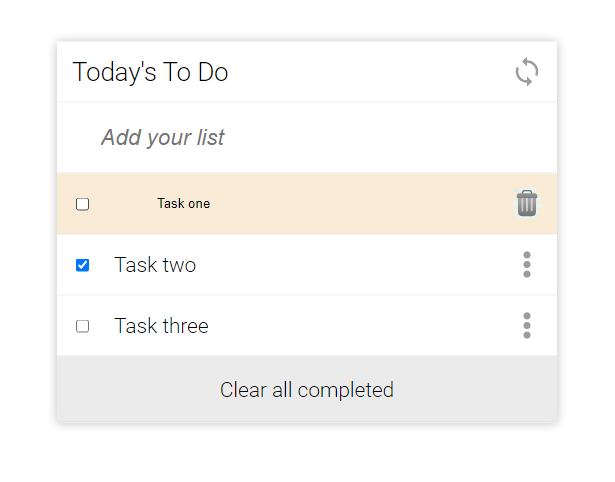 Today's To Do
Add your list
Task one
Task two
Task three
Clear all completed